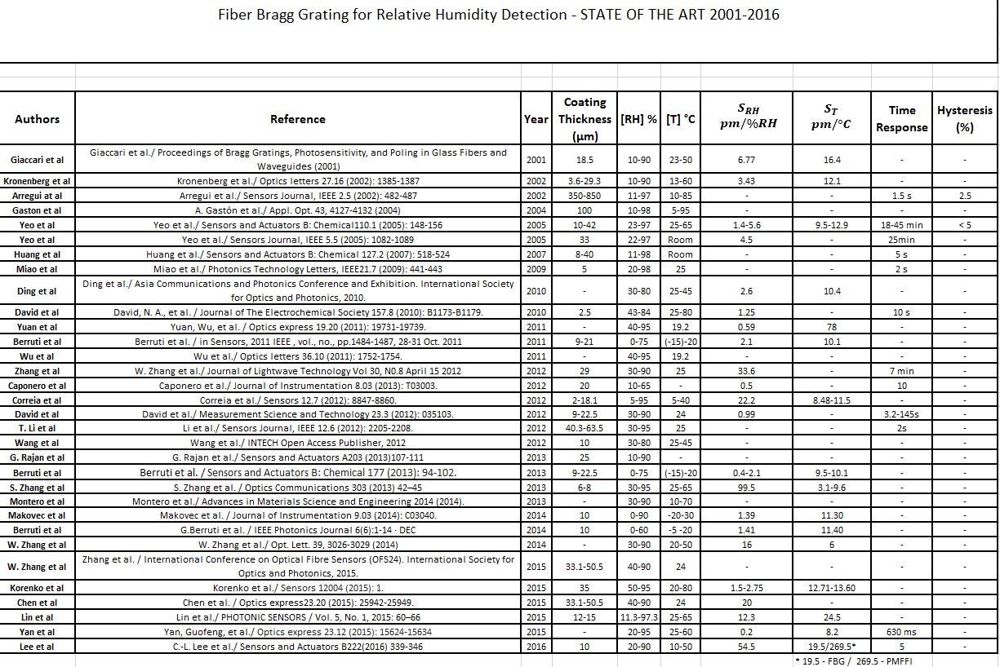 Fiber Bragg Grating for Relative Humidity Detection - STATE OF THE ART 2001-2016
Authors Reference Year Coating Thickness (μm) [RH] % [T] °C S_RH pm/%RH S_T pm/°C Time Response Hysteresis (%)
Giaccari et al Giaccari et al./ Proceedings of Bragg Gratings, Photosensitivity, and Poling in Glass Fibers and Waveguides (2001) 2001 18.5 10-90 23-50 6.77 16.4 - -
Kronenberg et al Kronenberg et al./ Optics letters 27.16 (2002): 1385-1387 2002 3.6-29.3 10-90 13-60 3.43 12.1 - -
Arregui at al Arregui et al./ Sensors Journal, IEEE 2.5 (2002): 482-487 2002 350-850 11-97 10-85 - - 1.5 s 2.5
Gaston et al A. Gastón et al./ Appl. Opt. 43, 4127-4132 (2004) 2004 100 10-98 5-95 - - - -
Yeo et al Yeo et al./ Sensors and Actuators B: Chemical110.1 (2005): 148-156 2005 10-42 23-97 25-65 1.4-5.6 9.5-12.9 18-45 min < 5
Yeo et al Yeo et al./ Sensors Journal, IEEE 5.5 (2005): 1082-1089 2005 33 22-97 Room 4.5 - 25min -
Huang et al Huang et al./ Sensors and Actuators B: Chemical 127.2 (2007): 518-524 2007 8-40 11-98 Room - - 5 s -
Miao et al Miao et al./ Photonics Technology Letters, IEEE21.7 (2009): 441-443 2009 5 20-98 25 - - 2 s -
Ding et al Ding et al./ Asia Communications and Photonics Conference and Exhibition. International Society for Optics and Photonics, 2010. 2010 - 30-80 25-45 2.6 10.4 - -
David et al David, N. A., et al. / Journal of The Electrochemical Society 157.8 (2010): B1173-B1179. 2010 2.5 43-84 25-80 1.25 - 10 s -
Yuan et al Yuan, Wu, et al./ Optics express 19.20 (2011): 19731-19739. 2011 - 40-95 19.2 0.59 78 - -
Berruti et al Berruti et al. / in Sensors, 2011 IEEE , vol., no., pp.1484-1487, 28-31 Oct. 2011 2011 9-21 0-75 (-15)-20 2.1 10.1 - -
Wu et al Wu et al./ Optics letters 36.10 (2011): 1752-1754. 2011 - 40-95 19.2 - - - -
Zhang et al W. Zhang et al./ Journal of Lightwave Technology Vol 30, N0.8 April 15 2012 2012 29 30-90 25 33.6 - 7 min -
Caponero et al Caponero et al./ Journal of Instrumentation 8.03 (2013): T03003. 2012 20 10-65 - 0.5 - 10 -
Correia et al Correia et al./ Sensors 12.7 (2012): 8847-8860. 2012 2-18.1 5-95 5-40 22.2 8.48-11.5 - -
David et al David et al./ Measurement Science and Technology 23.3 (2012): 035103. 2012 9-22.5 30-90 24 0.99 - 3.2-145s -
T. Li et al Li et al./ Sensors Journal, IEEE 12.6 (2012): 2205-2208. 2012 40.3-63.5 30-95 25 - - 2s -
Wang et al Wang et al./ INTECH Open Access Publisher, 2012 2012 10 30-80 25-45 - - - -
G. Rajan et al G. Rajan et al./ Sensors and Actuators A203 (2013)107-111 2013 25 10-90 - - - - -
Berruti et al Berruti et al. / Sensors and Actuators B: Chemical 177 (2013): 94-102. 2013 9-22.5 0-75 (-15)-20 0.4-2.1 9.5-10.1 - -
S. Zhang et al S. Zhang et al. / Optics Communications 303 (2013) 42–45 2013 6-8 30-95 25-65 99.5 3.1-9.6 - -
Montero et al Montero et al./ Advances in Materials Science and Engineering 2014 (2014). 2013 - 30-90 10-70 - - - -
Makovec et al Makovec et al. / Journal of Instrumentation 9.03 (2014): C03040. 2014 10 0-90 -20-30 1.39 11.30 - -
Berruti et al G.Berruti et al. / IEEE Photonics Journal 6(6):1-14 · DEC 2014 10 0-60 -5 -20 1.41 11.40 - -
W. Zhang et al W. Zhang et al./ Opt. Lett. 39, 3026-3029 (2014) 2014 - 30-90 20-50 16 6 - -
W. Zhang et al Zhang et al. / International Conference on Optical Fibre Sensors (OFS24). International Society for Optics and Photonics, 2015. 2015 33.1-50.5 40-90 24 - - - -
Korenko et al Korenko et al./ Sensors 12004 (2015): 1. 2015 35 50-95 20-80 1.5-2.75 12.71-13.60 - -
Chen et al Chen et al. / Optics express23.20 (2015): 25942-25949. 2015 33.1-50.5 40-90 24 20 - - -
Lin et al Lin et al./ PHOTONIC SENSORS / Vol. 5, No. 1, 2015: 60–66 2015 12-15 11.3-97.3 25-65 12.3 24.5 - -
Yan et al Yan, Guofeng, et al./ Optics express 23.12 (2015): 15624-15634 2015 - 20-95 25-60 0.2 8.2 630 ms -
Lee et al C.-L. Lee et al./ Sensors and Actuators B222(2016) 339-346 2016 10 20-90 10-50 54.5 19.5/269.5* 5 -
* 19.5 - FBG / 269.5 - PMFFI